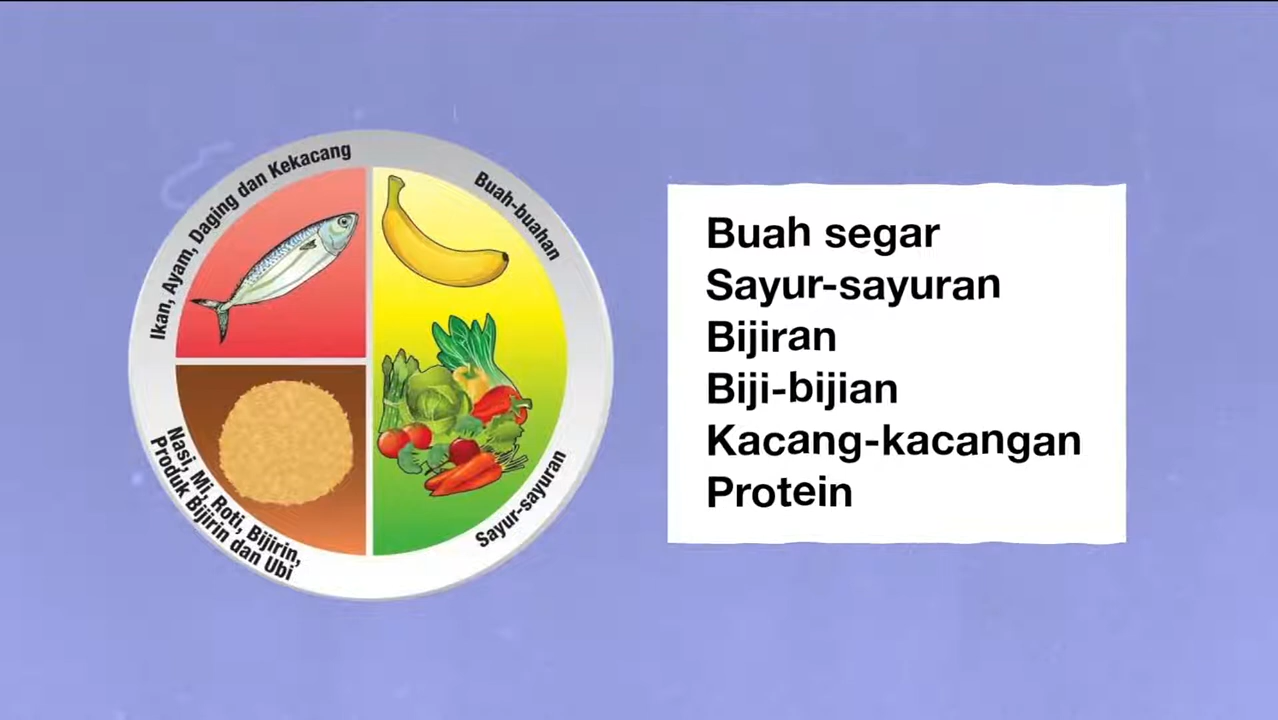 Ikan, Ayam, Daging dan Kekacang
Buah-buahan
Nasi, Mi, Roti, Bijirin,
Produk Bijirin dan Ubi
Sayur-sayuran
Buah segar
Sayur-sayuran
Bijiran
Biji-bijian
Kacang-kacangan
Protein